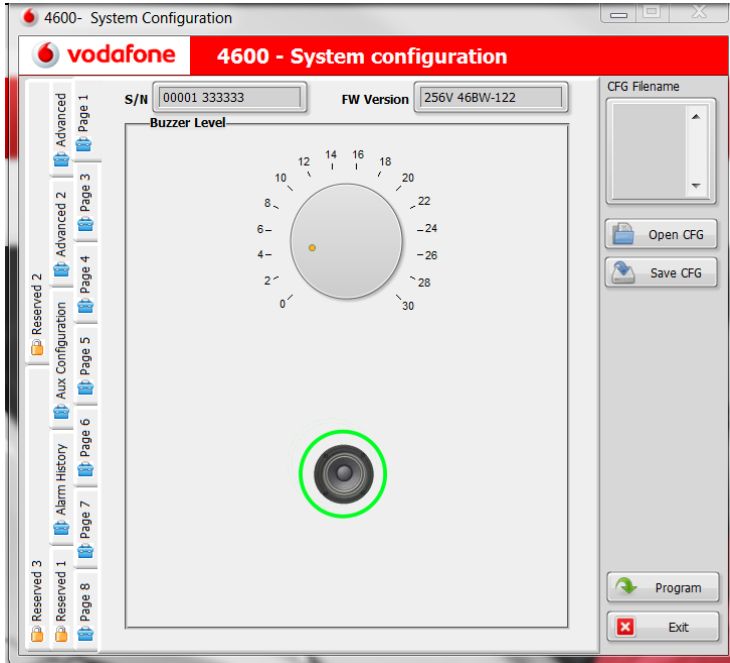 4600- System Configuration
vodafone 4600 - System configuration
S/N 00001 333333 FW Version 256V 46BW-122
CFG Filename
Buzzer Level
0
2
4
6
8
10
12
14
16
18
20
22
24
26
28
30
Open CFG
Save CFG
Program
Exit
Reserved 2
Reserved 3
Advanced
Advanced 2
Aux Configuration
Alarm History
Reserved 1
Page 1
Page 3
Page 4
Page 5
Page 6
Page 7
Page 8